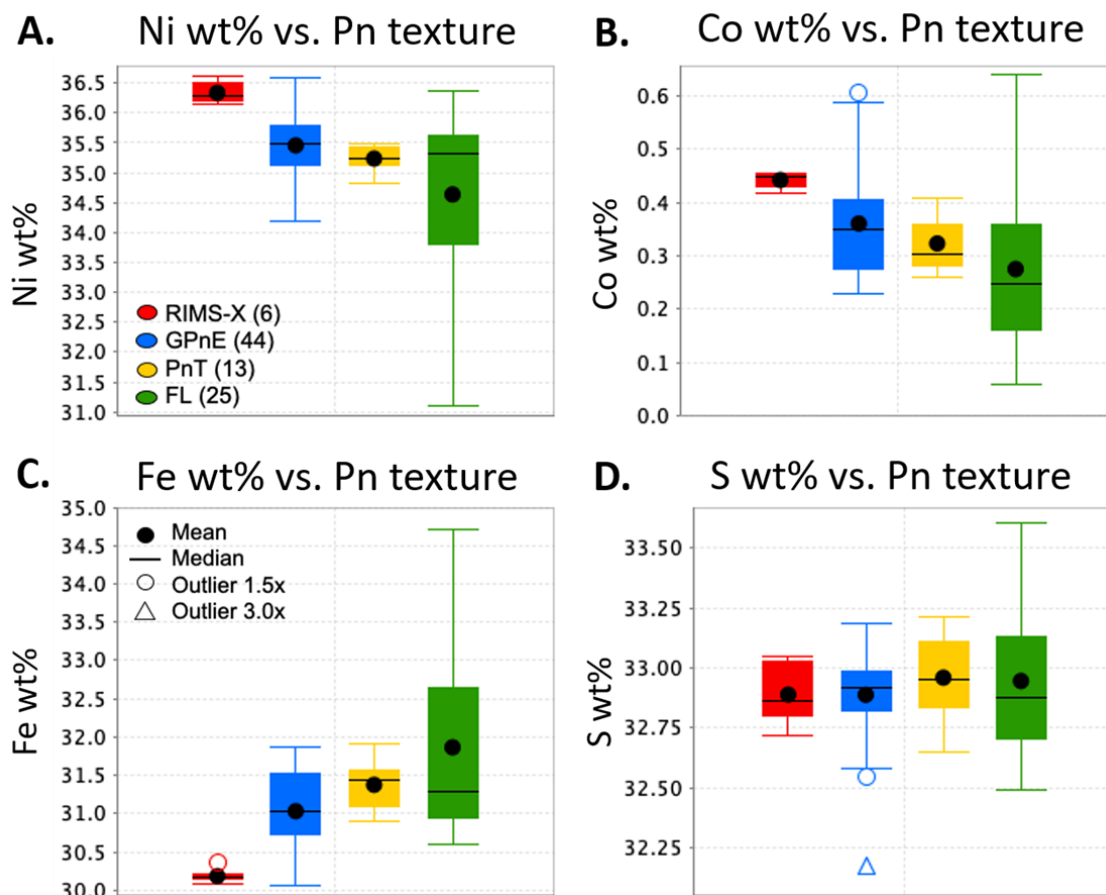 A. Ni wt% vs. Pn texture
Ni wt%
36.5
36.0
35.5
35.0
34.5
34.0
33.5
33.0
32.5
32.0
31.5
31.0
RIMS-X (6)
GPnE (44)
PnT (13)
FL (25)
B. Co wt% vs. Pn texture
Co wt%
0.6
0.5
0.4
0.3
0.2
0.1
0.0
C. Fe wt% vs. Pn texture
Fe wt%
35.0
34.5
34.0
33.5
33.0
32.5
32.0
31.5
31.0
30.5
30.0
Mean
Median
Outlier 1.5x
Outlier 3.0x
D. S wt% vs. Pn texture
S wt%
33.50
33.25
33.00
32.75
32.50
32.25